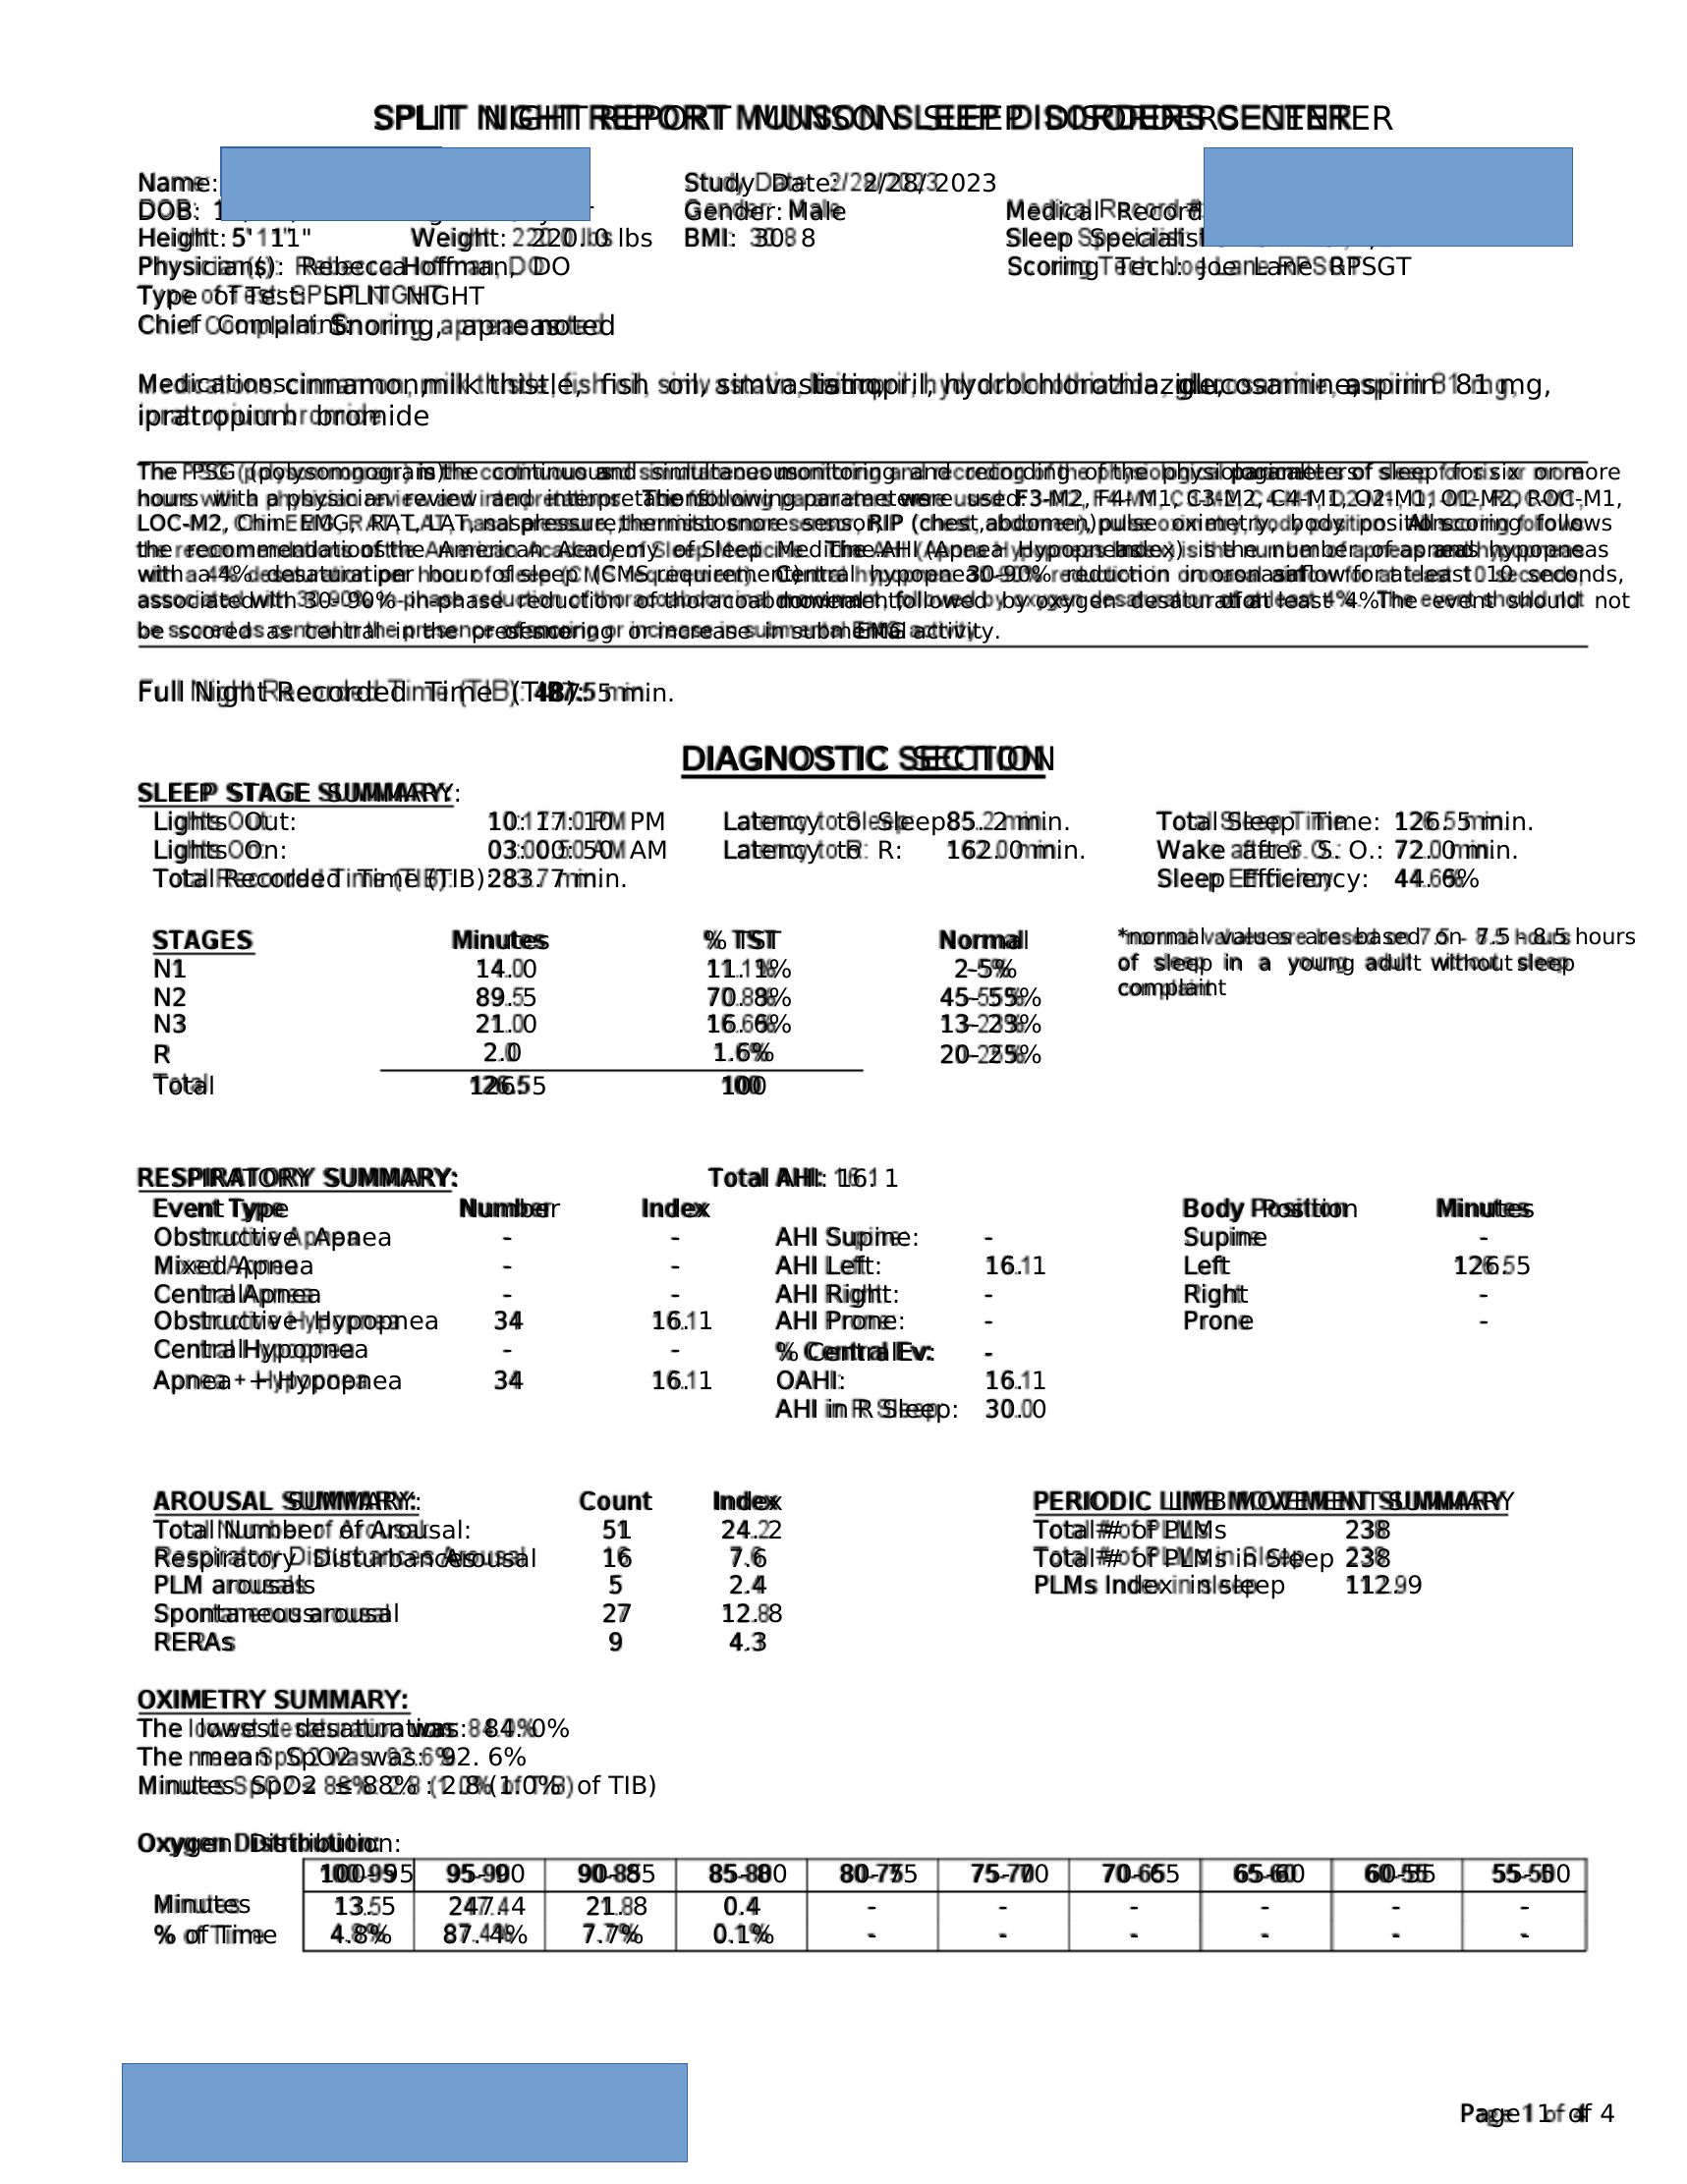 SPLIT NIGHT REPORT MUNSON SLEEP DISORDERS CENTER
Name: Study Date: 2/28/2023
DOB: 1 Gender: Male Medical Record #
Height: 5' 11" Weight: 220.0 lbs BMI: 30.8 Sleep Specialist
Physician(s): Rebecca Hoffman, DO Scoring Tech: Joe Lane RPSGT
Type of Test: SPLIT NIGHT
Chief Complaint: Snoring, apneas noted
Medications: cinnamon, milk thistle, fish oil, simvastatin, lisinopril, hydrochlorothiazide, glucosamine, aspirin 81 mg,
ipratropium bromide
The PSG (polysomnogram) is the continuous and simultaneous monitoring and recording of the physiological parameters of sleep for six or more
hours with a physician review and interpretation. The following parameters were used: F3-M2, F4-M1, C3-M2, C4-M1, O2-M1, O1-M2, ROC-M1,
LOC-M2, Chin EMG, RAT, LAT, nasal pressure, thermistor, snore sensor, RIP (chest, abdomen), pulse oximetry, body position. All scoring follows
the recommendations of the American Academy of Sleep Medicine. The AHI (Apnea Hypopnea Index) is the number of apneas and hypopneas
with a 4% desaturation per hour of sleep (CMS requirement). Central hypopnea: 30-90% reduction in oronasal airflow for at least 10 seconds,
associated with 30-90% in-phase reduction of thoracoabdominal movement, followed by oxygen desaturation of at least 4%. The event should not
be scored as central in the presence of snoring or increase in submental EMG activity.
Full Night Recorded Time (TIB): 487.5 min.
DIAGNOSTIC SECTION
SLEEP STAGE SUMMARY:
Lights Out: 10:17:10 PM Latency to Sleep: 85.2 min. Total Sleep Time: 126.5 min.
Lights On: 03:00:50 AM Latency to R: 162.0 min. Wake after S.O.: 72.0 min.
Total Recorded Time (TIB): 283.7 min. Sleep Efficiency: 44.6%
STAGES Minutes % TST Normal *normal values are based on 7.5 - 8.5 hours
N1 14.0 11.1% 2-5% of sleep in a young adult without sleep
N2 89.5 70.8% 45-55% complaint
N3 21.0 16.6% 13-23%
R 2.0 1.6% 20-25%
Total 126.5 100
RESPIRATORY SUMMARY: Total AHI: 16.1
Event Type Number Index Body Position Minutes
Obstructive Apnea - - AHI Supine: - Supine -
Mixed Apnea - - AHI Left: 16.1 Left 126.5
Central Apnea - - AHI Right: - Right -
Obstructive Hypopnea 34 16.1 AHI Prone: - Prone -
Central Hypopnea - - % Central Ev: -
Apnea + Hypopnea 34 16.1 OAHI: 16.1
AHI in R Sleep: 30.0
AROUSAL SUMMARY: Count Index PERIODIC LIMB MOVEMENT SUMMARY
Total Number of Arousal: 51 24.2 Total # of PLMs 238
Respiratory Disturbances Arousal 16 7.6 Total # of PLMs in Sleep 238
PLM arousals 5 2.4 PLMs Index in sleep 112.9
Spontaneous arousal 27 12.8
RERAs 9 4.3
OXIMETRY SUMMARY:
The lowest desaturation was: 84.0%
The mean SpO2 was: 92.6%
Minutes SpO2 ≤ 88% : 2.8 (1.0% of TIB)
Oxygen Distribution:
100-95 95-90 90-85 85-80 80-75 75-70 70-65 65-60 60-55 55-50
Minutes 13.5 247.4 21.8 0.4 - - - - - -
% of Time 4.8% 87.4% 7.7% 0.1% - - - - - -
Page 1 of 4